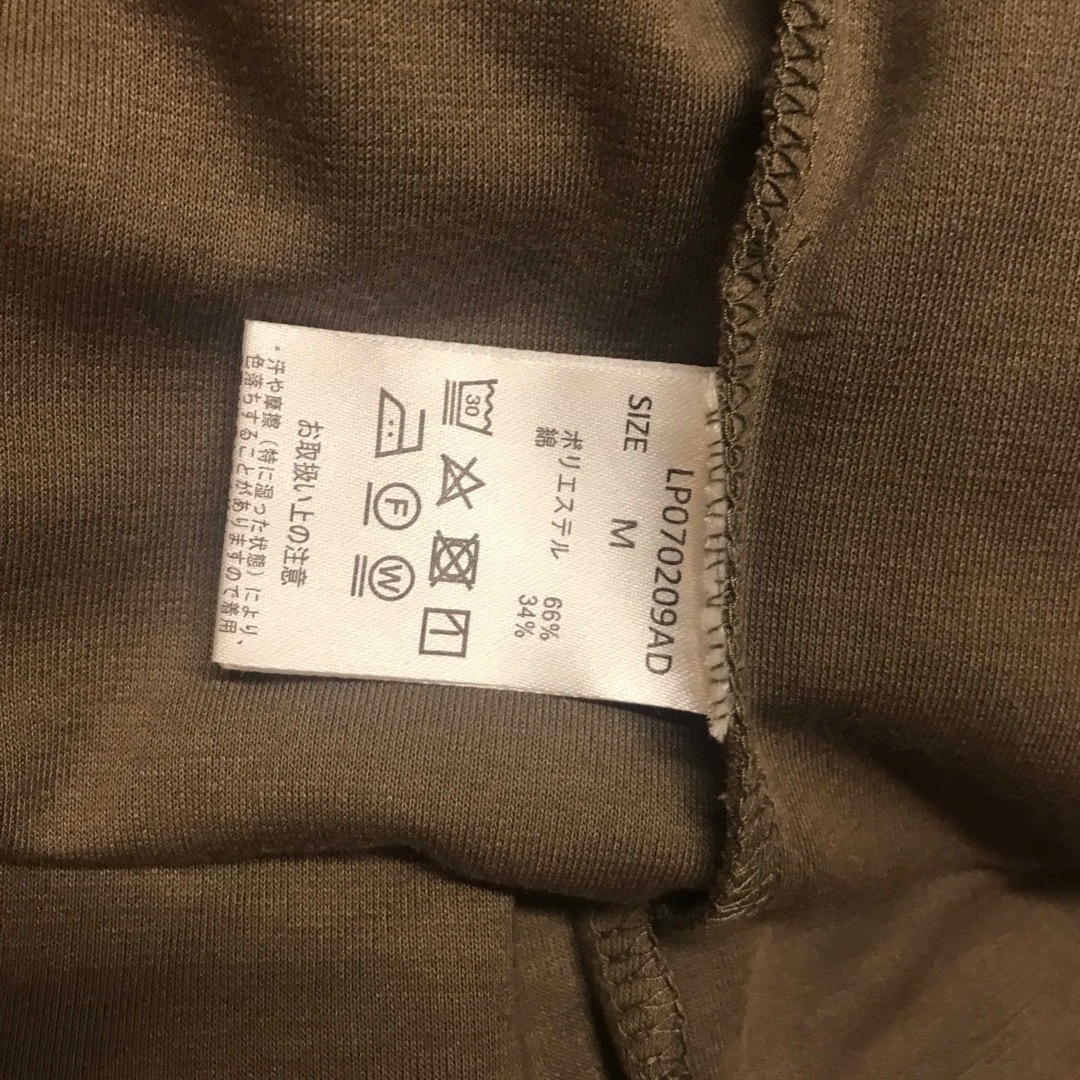 LP070209AD
SIZE M
ポリエステル 66%
綿 34%
30
F
W
お取扱い上の注意
・汗や摩擦（特に湿った状態）により、
色落ちすることがありますので着用、